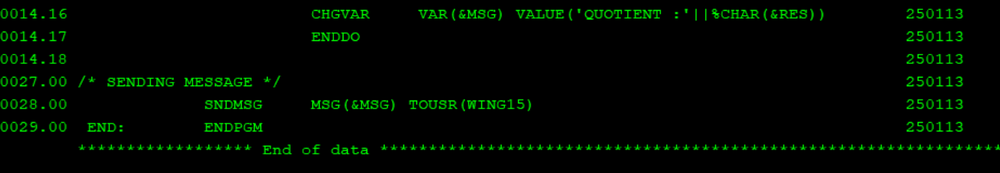 0014.16 CHGVAR VAR(&MSG) VALUE('QUOTIENT :'||%CHAR(&RES)) 250113
0014.17 ENDDO 250113
0014.18 250113
0027.00 /* SENDING MESSAGE */ 250113
0028.00 SNDMSG MSG(&MSG) TOUSR(WING15) 250113
0029.00 END: ENDPGM 250113
****************** End of data ****************************************************************